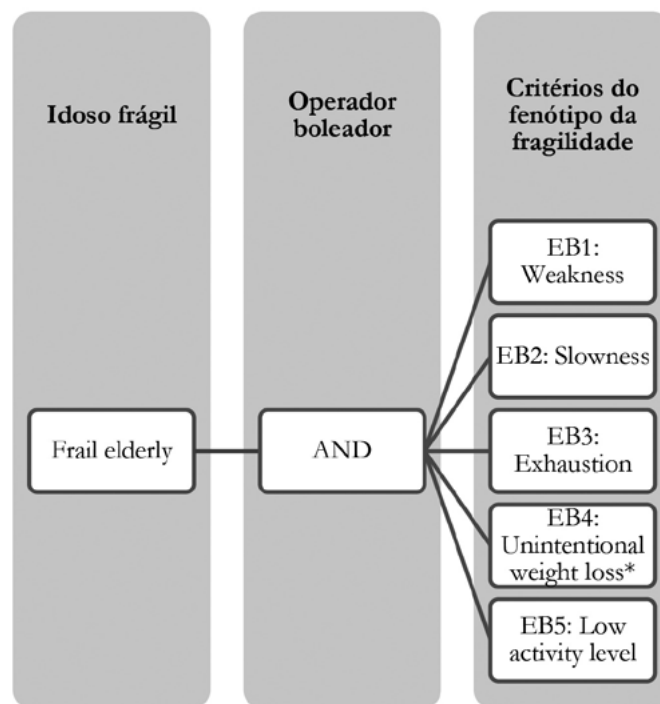 Idoso frágil
Operador
boleador
Critérios do
fenótipo da
fragilidade
Frail elderly
AND
EB1:
Weakness
EB2: Slowness
EB3:
Exhaustion
EB4:
Unintentional
weight loss*
EB5: Low
activity level